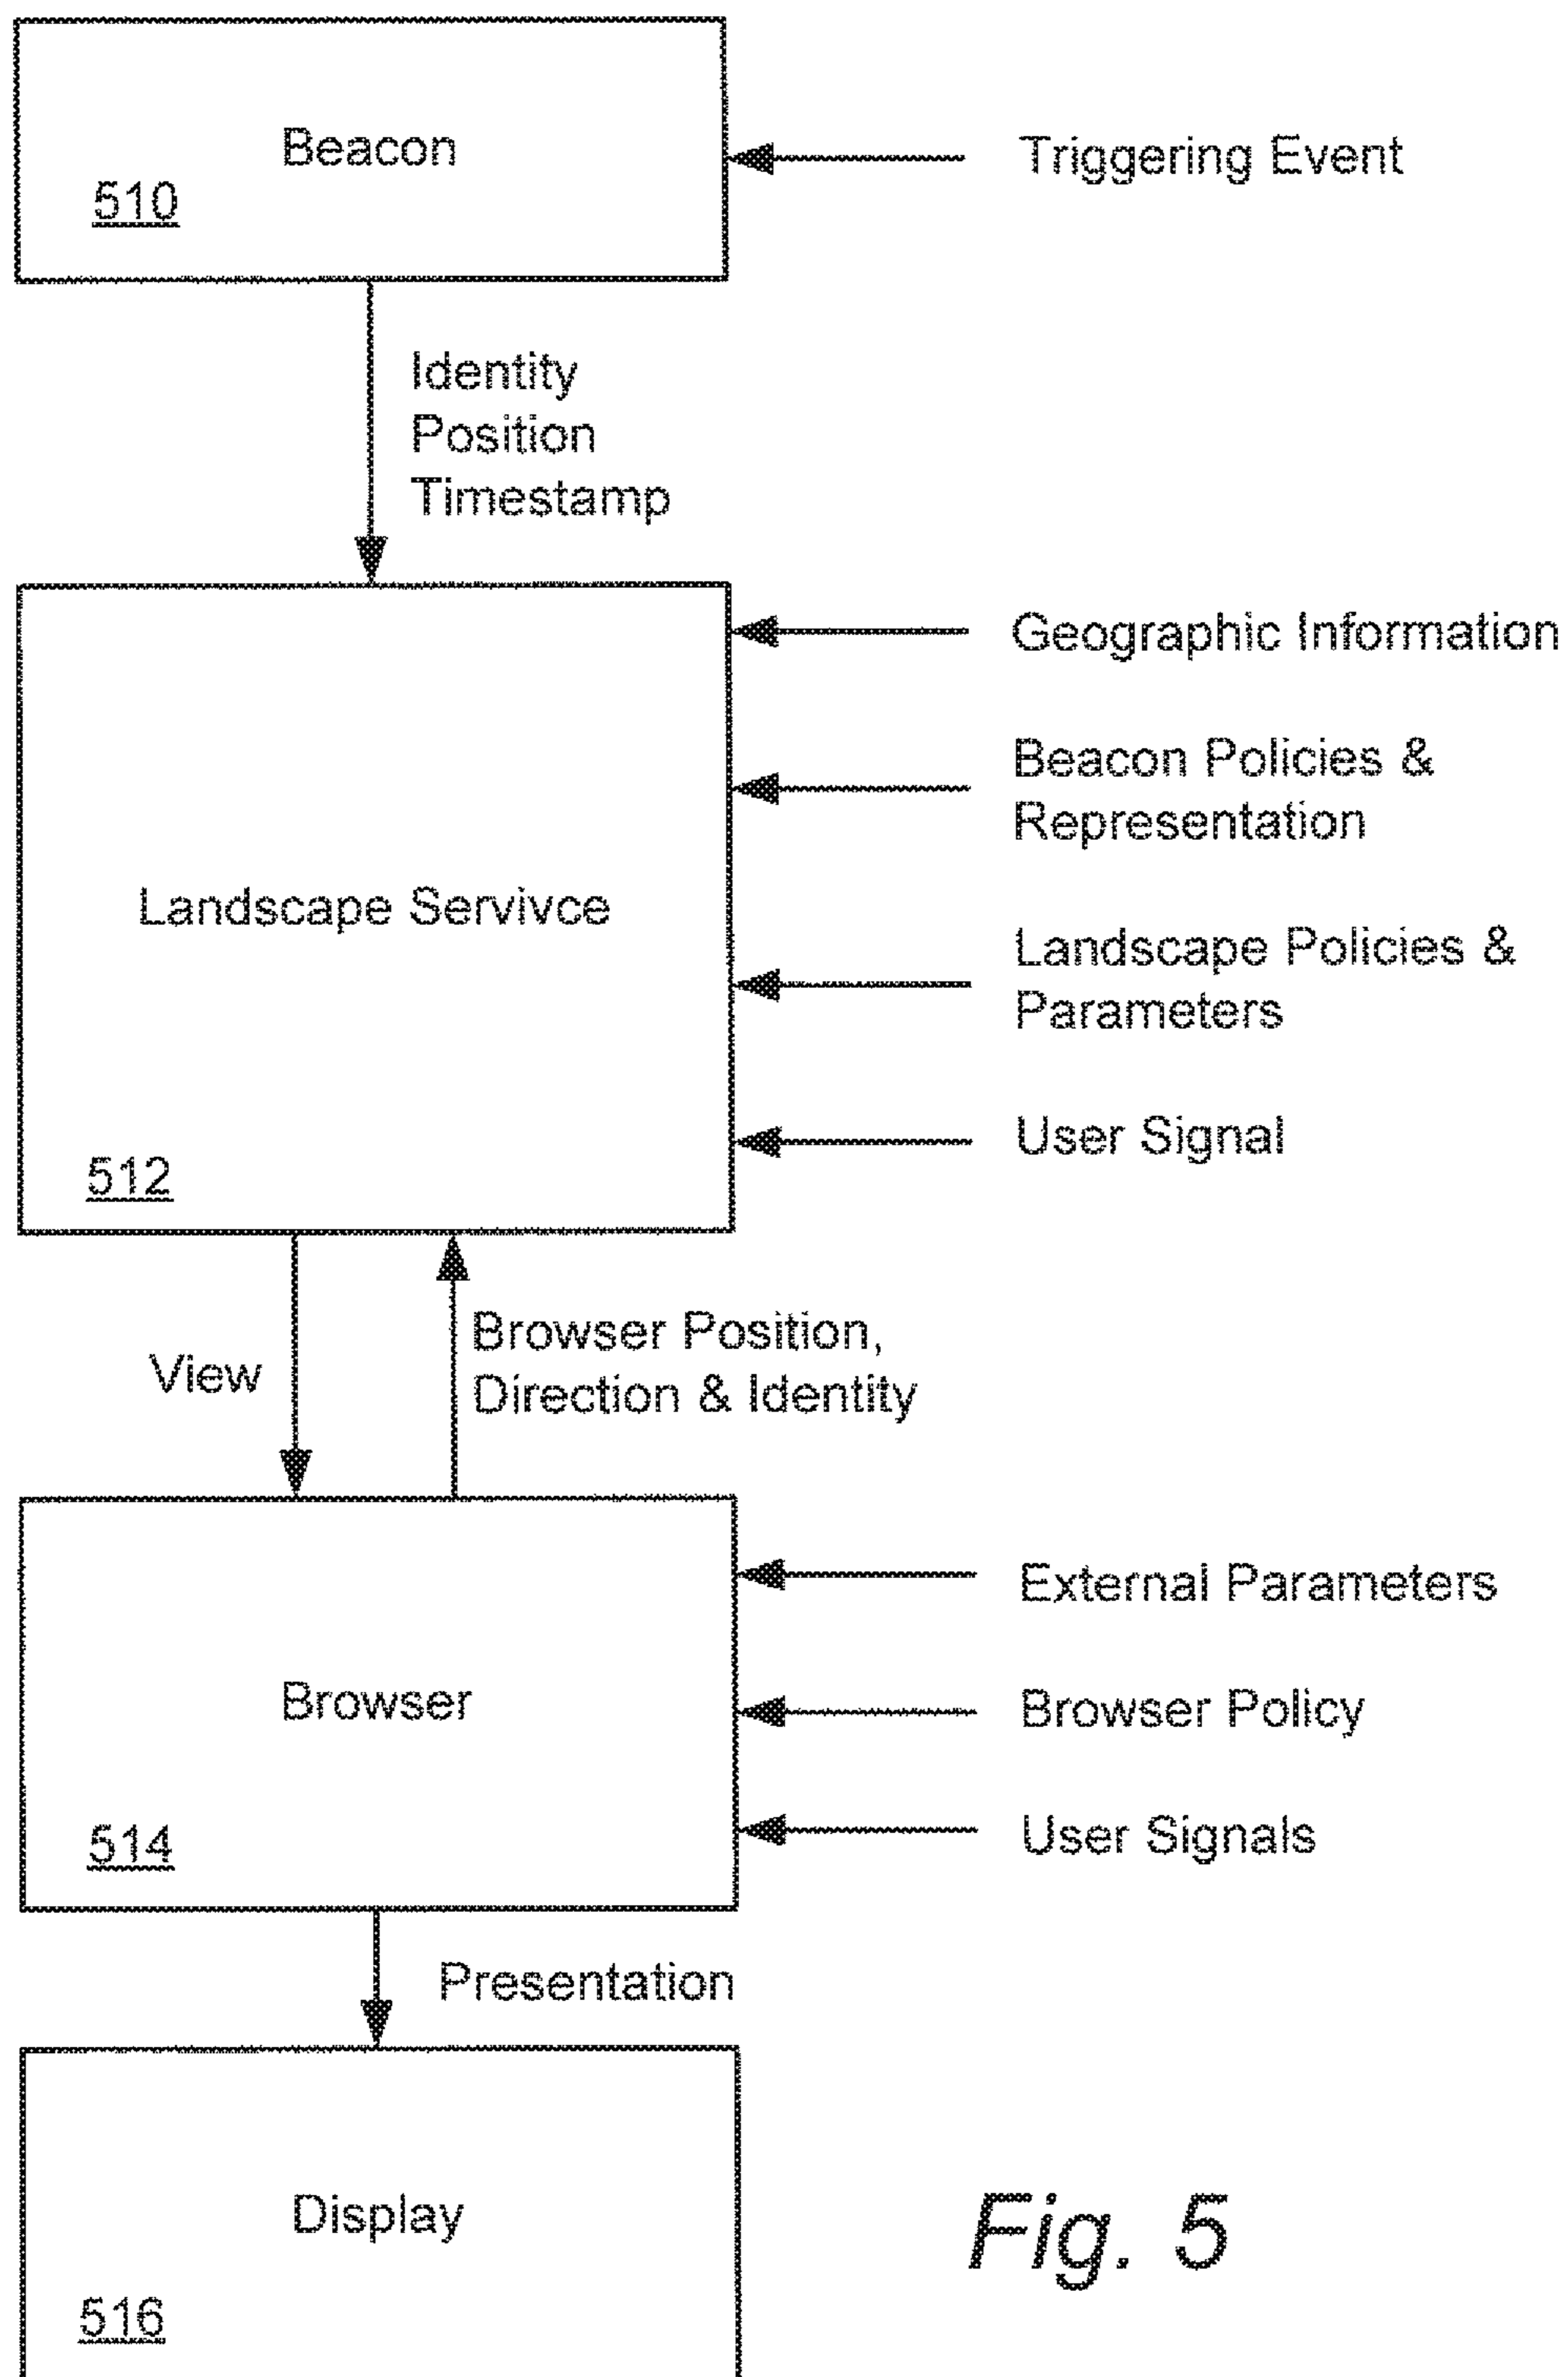 Beacon
510
Triggering Event
Identity
Position
Timestamp
Geographic Information
Beacon Policies &
Representation
Landscape Servivce
Landscape Policies &
Parameters
User Signal
512
View
Browser Position,
Direction & Identity
External Parameters
Browser
Browser Policy
514
User Signals
Presentation
Display
516
Fig. 5